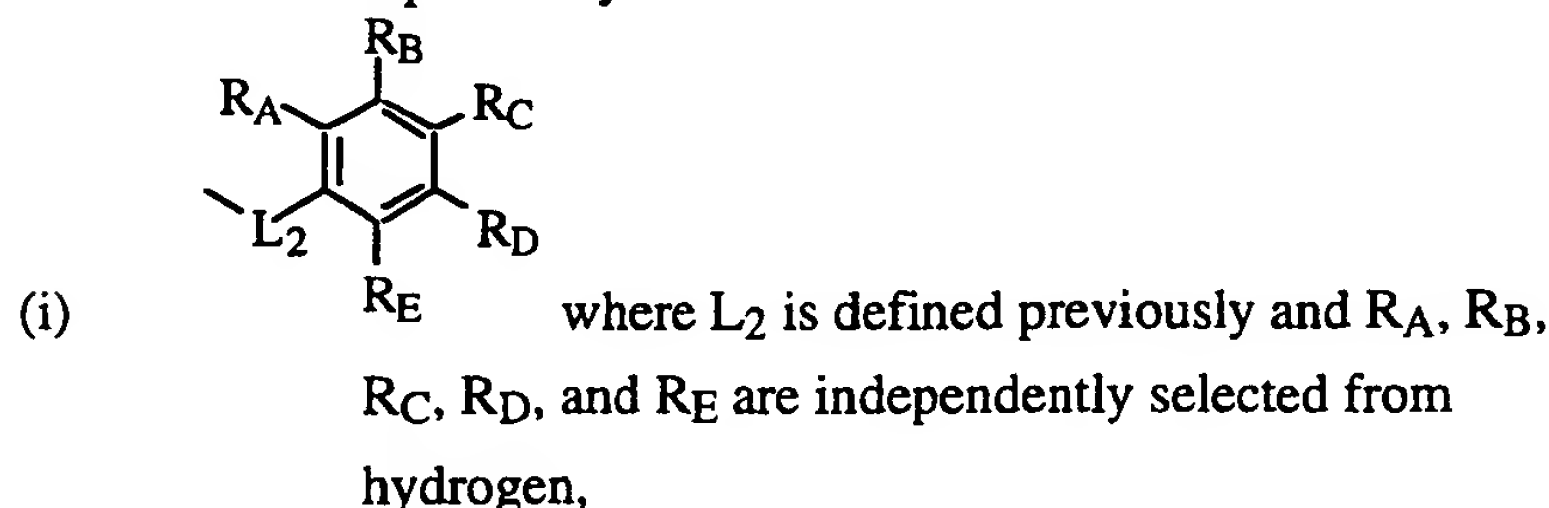 RB
RA RC
L2 RD
(i) RE where L2 is defined previously and RA, RB,
RC, RD, and RE are independently selected from
hydrogen,